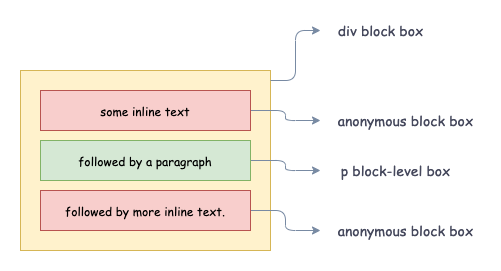 div block box
some inline text
anonymous block box
followed by a paragraph
p block-level box
followed by more inline text.
anonymous block box